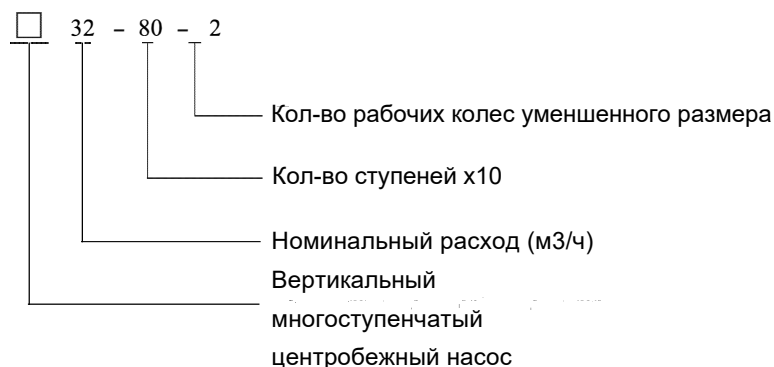 32 - 80 - 2
Кол-во рабочих колес уменьшенного размера
Кол-во ступеней х10
Номинальный расход (м3/ч)
Вертикальный
многоступенчатый
центробежный насос